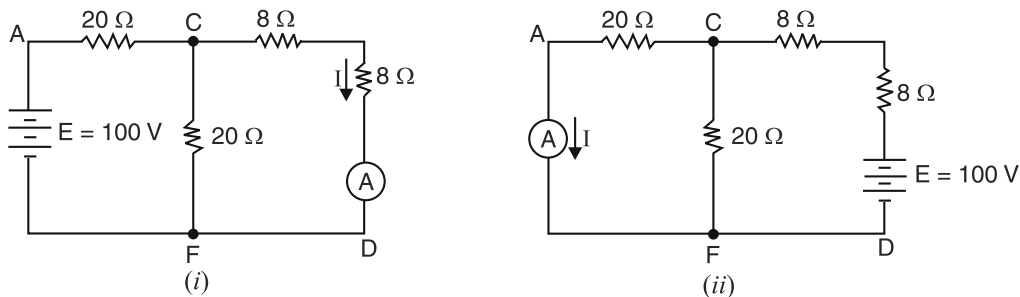 20 Ω C 8 Ω
A
I 8 Ω
E = 100 V 20 Ω
A
F D
(i)
20 Ω C 8 Ω
A
8 Ω
A I 20 Ω
E = 100 V
F D
(ii)